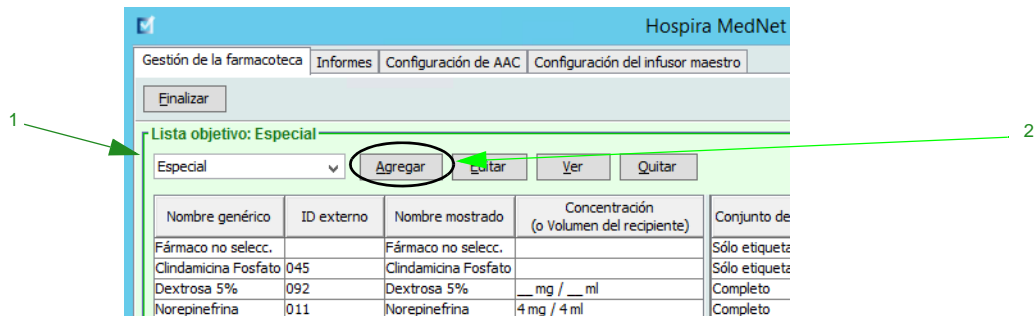 Hospira MedNet
Gestión de la farmacoteca Informes Configuración de AAC Configuración del infusor maestro
Finalizar
1
2
Lista objetivo: Especial
Especial Agregar Editar Ver Quitar
Nombre genérico ID externo Nombre mostrado Concentración (o Volumen del recipiente) Conjunto de
Fármaco no selecc. Fármaco no selecc. Sólo etiqueta
Clindamicina Fosfato 045 Clindamicina Fosfato Sólo etiqueta
Dextrosa 5% 092 Dextrosa 5% __ mg / __ ml Completo
Norepinefrina 011 Norepinefrina 4 mg / 4 ml Completo